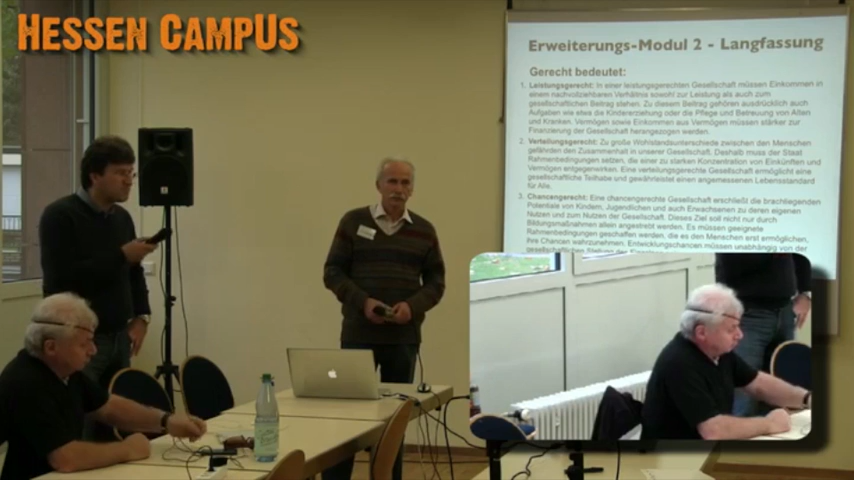 HESSEN CAMPUS
Erweiterungs-Modul 2 - Langfassung
Gerecht bedeutet:
1. Leistungsgerecht: In einer leistungsgerechten Gesellschaft müssen Einkommen in
einem nachvollziehbaren Verhältnis sowohl zur Leistung als auch zum
gesellschaftlichen Beitrag stehen. Zu diesem Beitrag gehören ausdrücklich auch
Aufgaben wie etwa die Kindererziehung oder die Pflege und Betreuung von Alten
und Kranken. Vermögen sowie Einkommen aus Vermögen müssen stärker zur
Finanzierung der Gesellschaft herangezogen werden.
2. Verteilungsgerecht: Zu große Wohlstandsunterschiede zwischen den Menschen
gefährden den Zusammenhalt in unserer Gesellschaft. Deshalb muss der Staat
Rahmenbedingungen setzen, die einer zu starken Konzentration von Einkünften und
Vermögen entgegenwirken. Eine verteilungsgerechte Gesellschaft ermöglicht eine
gesellschaftliche Teilhabe und gewährleistet einen angemessenen Lebensstandard
für Alle.
3. Chancengerecht: Eine chancengerechte Gesellschaft erschließt die brachliegenden
Potentiale von Kindern, Jugendlichen und auch Erwachsenen zu deren eigenen
Nutzen und zum Nutzen der Gesellschaft. Dieses Ziel soll nicht nur durch
Bildungsmaßnahmen allein angestrebt werden. Es müssen geeignete
Rahmenbedingungen geschaffen werden, die es den Menschen erst ermöglichen,
ihre Chancen wahrzunehmen. Entwicklungschancen müssen unabhängig von der